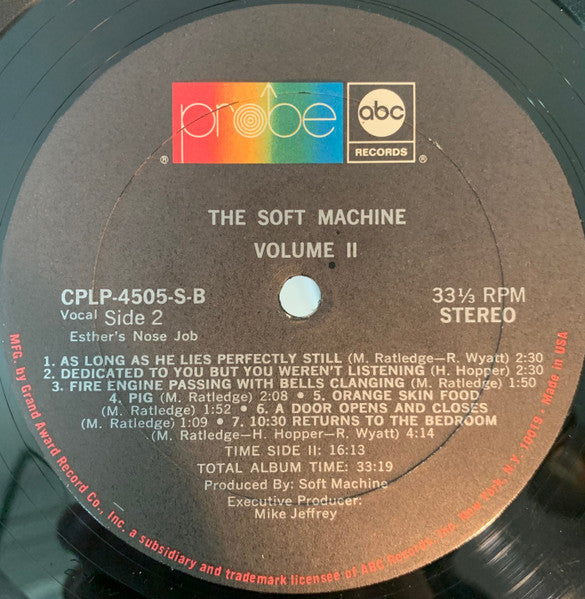 probe
abc
RECORDS
®
®
THE SOFT MACHINE
VOLUME II
CPLP-4505-S-B
33⅓ RPM
Vocal Side 2
STEREO
Esther's Nose Job
1. AS LONG AS HE LIES PERFECTLY STILL (M. Ratledge—R. Wyatt) 2:30
2. DEDICATED TO YOU BUT YOU WEREN'T LISTENING (H. Hopper) 2:30
3. FIRE ENGINE PASSING WITH BELLS CLANGING (M. Ratledge) 1:50
4. PIG (M. Ratledge) 2:08 • 5. ORANGE SKIN FOOD
(M. Ratledge) 1:52 • 6. A DOOR OPENS AND CLOSES
(M. Ratledge) 1:09 • 7. 10:30 RETURNS TO THE BEDROOM
(M. Ratledge—H. Hopper—R. Wyatt) 4:14
TIME SIDE II: 16:13
TOTAL ALBUM TIME: 33:19
Produced By: Soft Machine
Executive Producer:
Mike Jeffrey
MFG. by Grand Award Record Co., Inc. a subsidiary and trademark licensee of ABC Records, Inc. New York, N.Y. 10019 • Made in USA